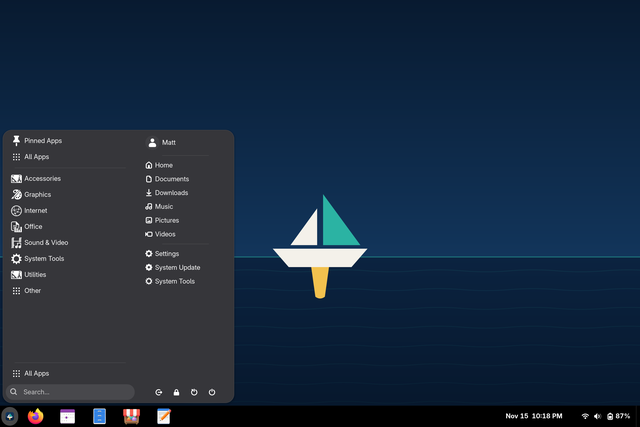 Pinned Apps
All Apps
Accessories
Graphics
Internet
Office
Sound & Video
System Tools
Utilities
Other
All Apps
Search...
Matt
Home
Documents
Downloads
Music
Pictures
Videos
Settings
System Update
System Tools
Nov 15 10:18 PM
87%